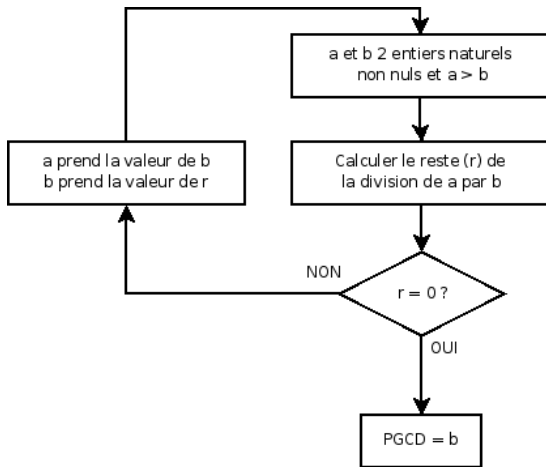 a et b 2 entiers naturels
non nuls et a > b
a prend la valeur de b
b prend la valeur de r
Calculer le reste (r) de
la division de a par b
NON
r = 0 ?
OUI
PGCD = b